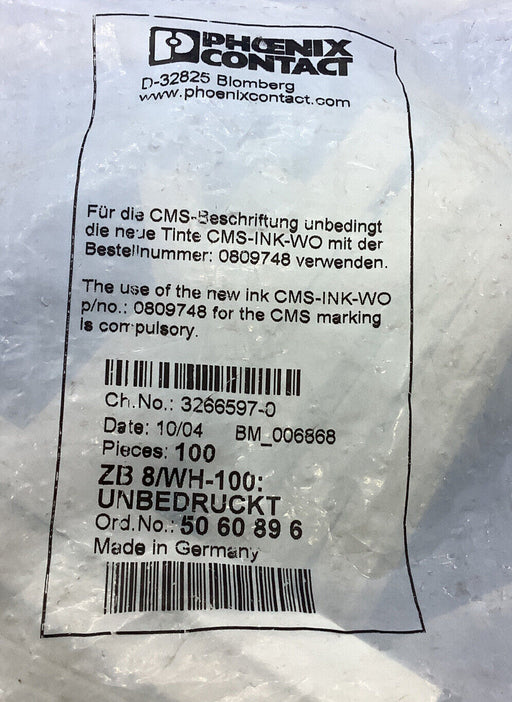 PHOENIX
CONTACT
D-32825 Blomberg
www.phoenixcontact.com
Für die CMS-Beschriftung unbedingt
die neue Tinte CMS-INK-WO mit der
Bestellnummer: 0809748 verwenden.
The use of the new ink CMS-INK-WO
p/no.: 0809748 for the CMS marking
is compulsory.
Ch.No.: 3266597-0
Date: 10/04 BM_006868
Pieces: 100
ZB 8/WH-100:
UNBEDRUCKT
Ord.No.: 50 60 89 6
Made in Germany